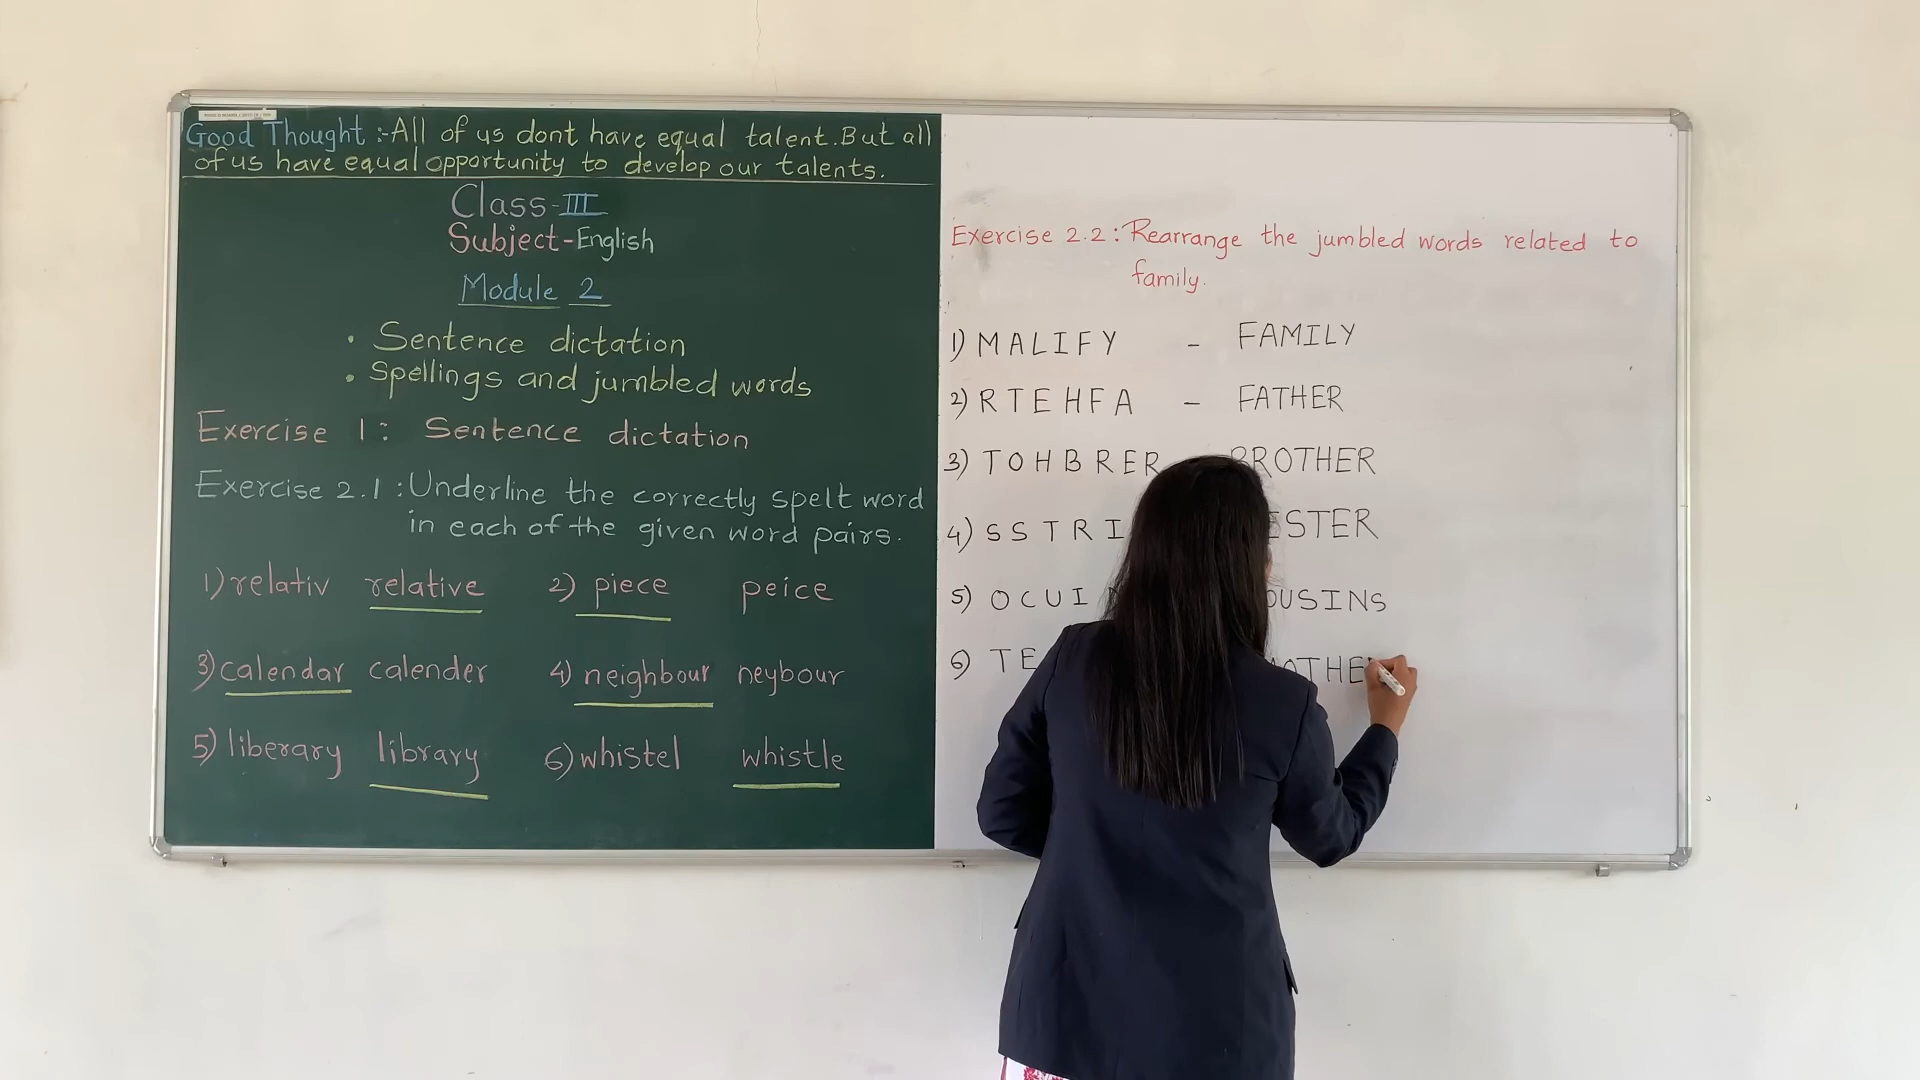 Good Thought :- All of us dont have equal talent. But all
of us have equal opportunity to develop our talents.
Class-III
Subject-English
Module 2
• Sentence dictation
• Spellings and jumbled words
Exercise 1: Sentence dictation
Exercise 2.1: Underline the correctly spelt word
in each of the given word pairs.
1) relativ relative 2) piece peice
3) calendar calender 4) neighbour neybour
5) liberary library 6) whistel whistle
Exercise 2.2: Rearrange the jumbled words related to
family.
1) MALIFY - FAMILY
2) RTEHFA - FATHER
3) TOHBRER BROTHER
4) SSTRI ISTER
5) OCUI OUSINS
6) TE OTHE